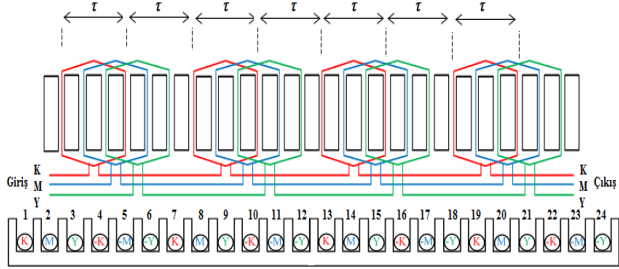 τ τ τ τ τ τ τ
K K
Giriş M M Çıkış
Y Y
1 2 3 4 5 6 7 8 9 10 11 12 13 14 15 16 17 18 19 20 21 22 23 24
K M Y -K -M -Y K M Y -K -M -Y K M Y -K -M -Y K M Y -K -M -Y